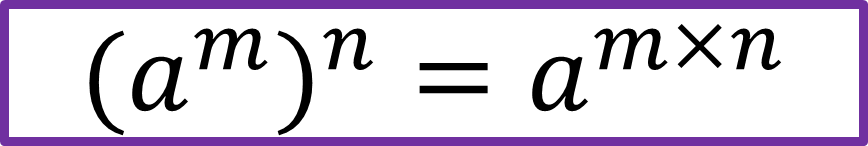 (a^m)^n = a^{m×n}